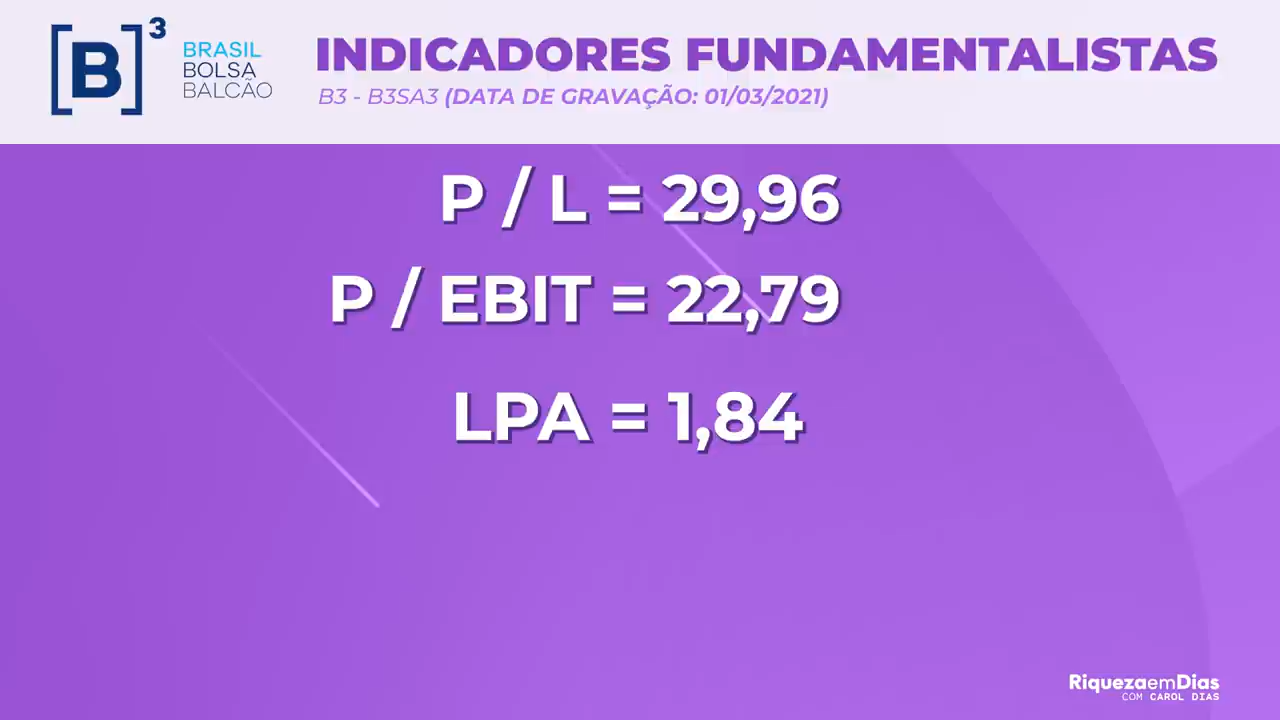 [B]³
BRASIL
BOLSA
BALCÃO
INDICADORES FUNDAMENTALISTAS
B3 - B3SA3 (DATA DE GRAVAÇÃO: 01/03/2021)
P / L = 29,96
P / EBIT = 22,79
LPA = 1,84
RiquezaemDias
COM CAROL DIAS